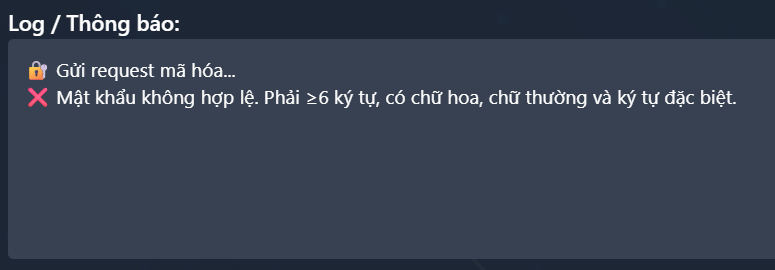 Log / Thông báo:
🔐 Gửi request mã hóa...
❌ Mật khẩu không hợp lệ. Phải ≥6 ký tự, có chữ hoa, chữ thường và ký tự đặc biệt.